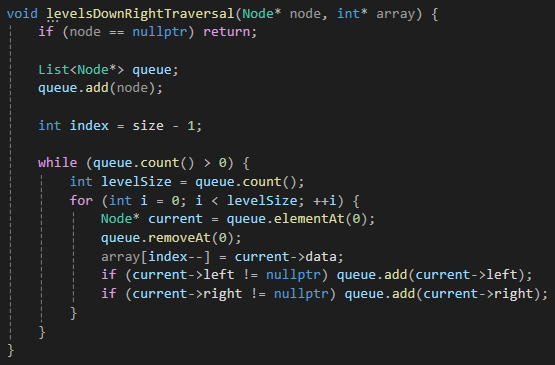 void levelsDownRightTraversal(Node* node, int* array) {
if (node == nullptr) return;
List<Node*> queue;
queue.add(node);
int index = size - 1;
while (queue.count() > 0) {
int levelSize = queue.count();
for (int i = 0; i < levelSize; ++i) {
Node* current = queue.elementAt(0);
queue.removeAt(0);
array[index--] = current->data;
if (current->left != nullptr) queue.add(current->left);
if (current->right != nullptr) queue.add(current->right);
}
}
}